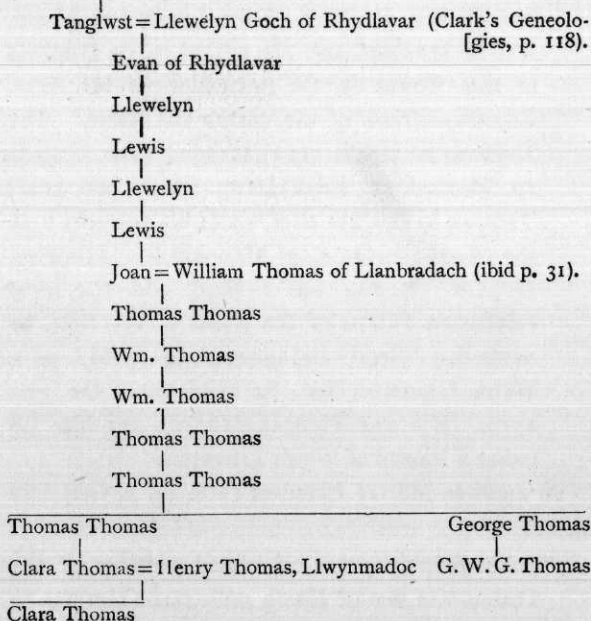 Tanglwst = Llewelyn Goch of Rhydlavar (Clark's Geneolo-
[gies, p. 118).
Evan of Rhydlavar
Llewelyn
Lewis
Llewelyn
Lewis
Joan = William Thomas of Llanbradach (ibid p. 31).
Thomas Thomas
Wm. Thomas
Wm. Thomas
Thomas Thomas
Thomas Thomas
Thomas Thomas George Thomas
Clara Thomas = Henry Thomas, Llwynmadoc G. W. G. Thomas
Clara Thomas